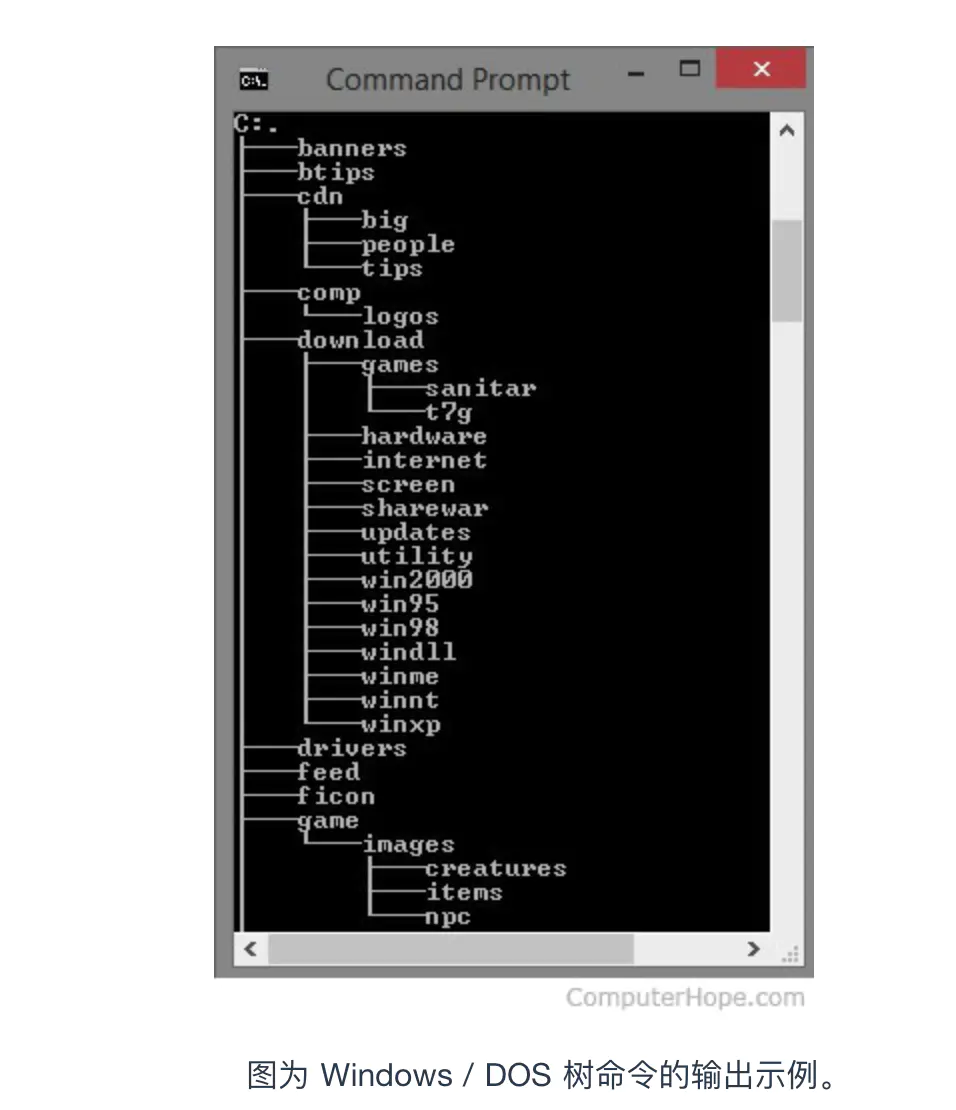 C:\.
Command Prompt
C:.
├───banners
├───btips
├───cdn
│   ├───big
│   ├───people
│   └───tips
├───comp
│   └───logos
├───download
│   ├───games
│   │   ├───sanitar
│   │   └───t7g
│   ├───hardware
│   ├───internet
│   ├───screen
│   ├───sharewar
│   ├───updates
│   ├───utility
│   ├───win2000
│   ├───win95
│   ├───win98
│   ├───windll
│   ├───winme
│   ├───winnt
│   └───winxp
├───drivers
├───feed
├───ficon
├───game
│   └───images
│       ├───creatures
│       ├───items
│       └───npc
ComputerHope.com
图为 Windows / DOS 树命令的输出示例。